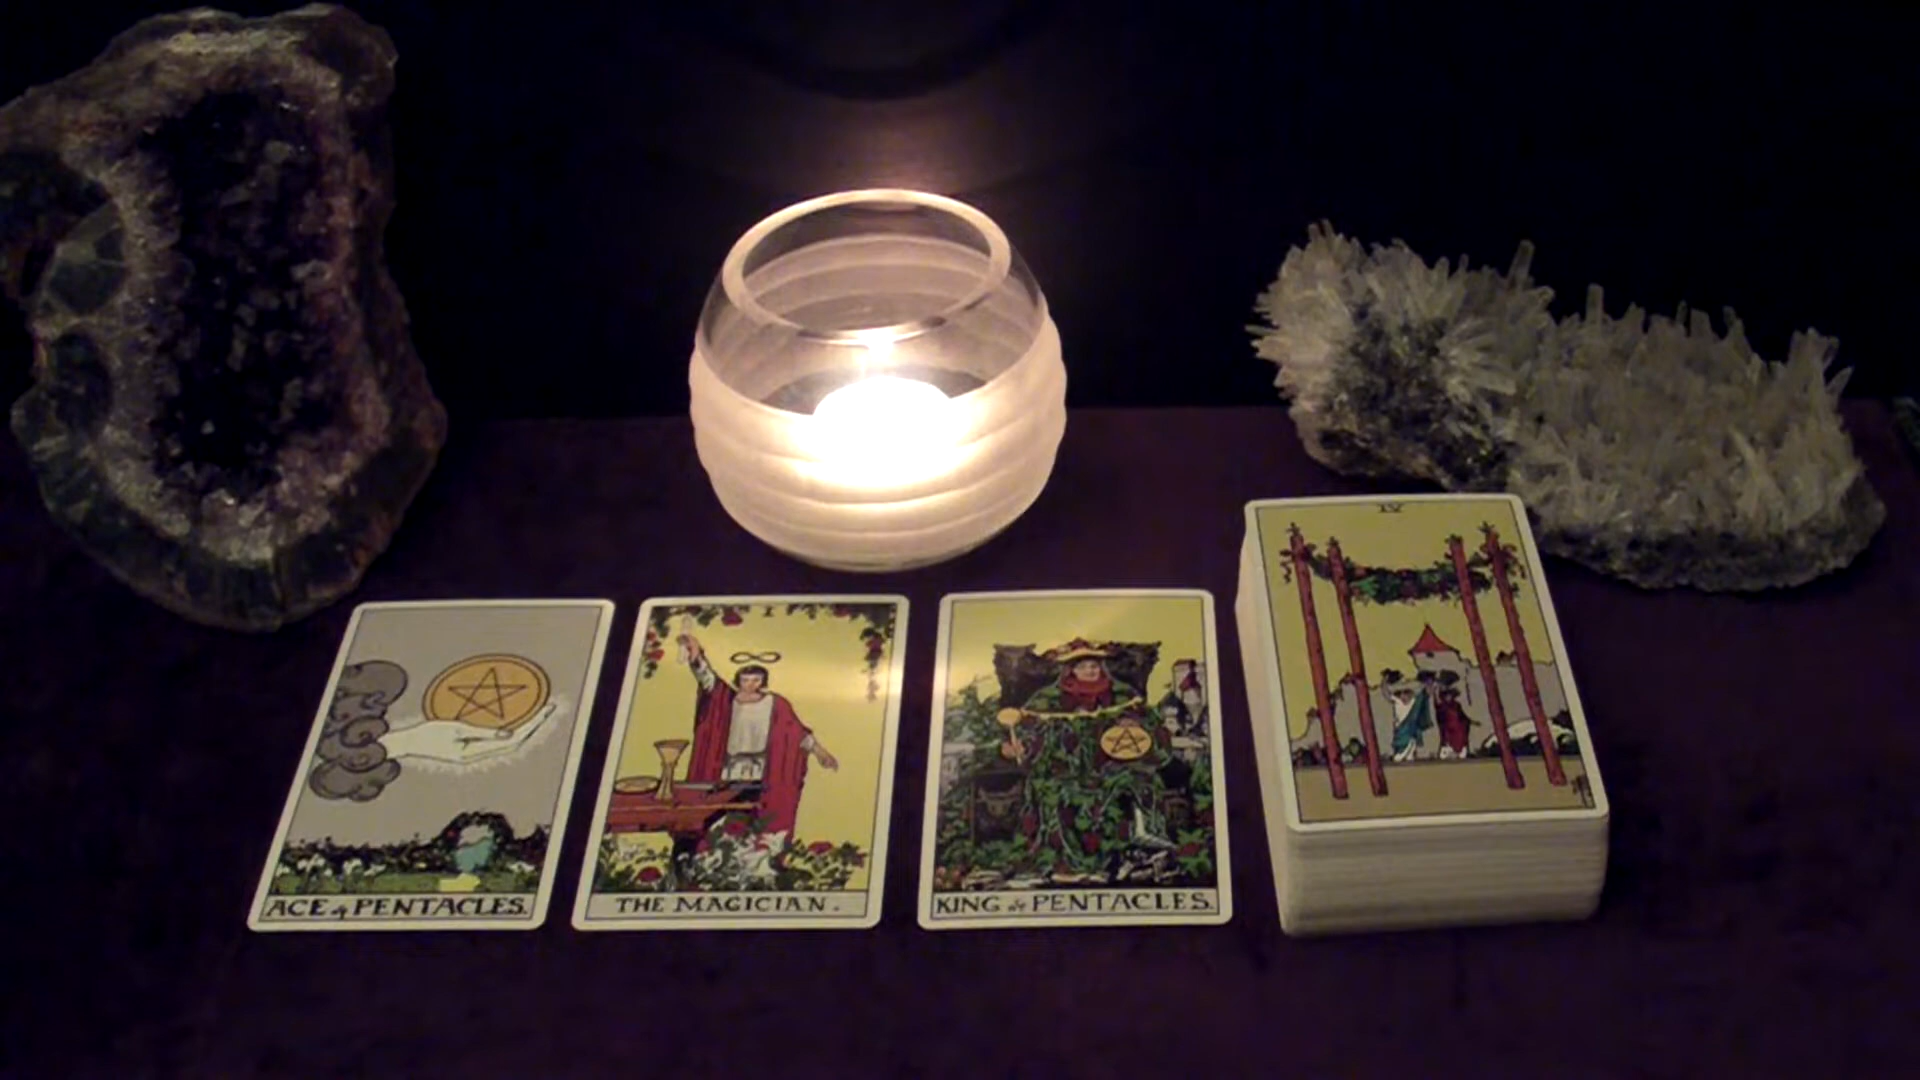 ACE of PENTACLES.
I
THE MAGICIAN.
KING of PENTACLES.
IV